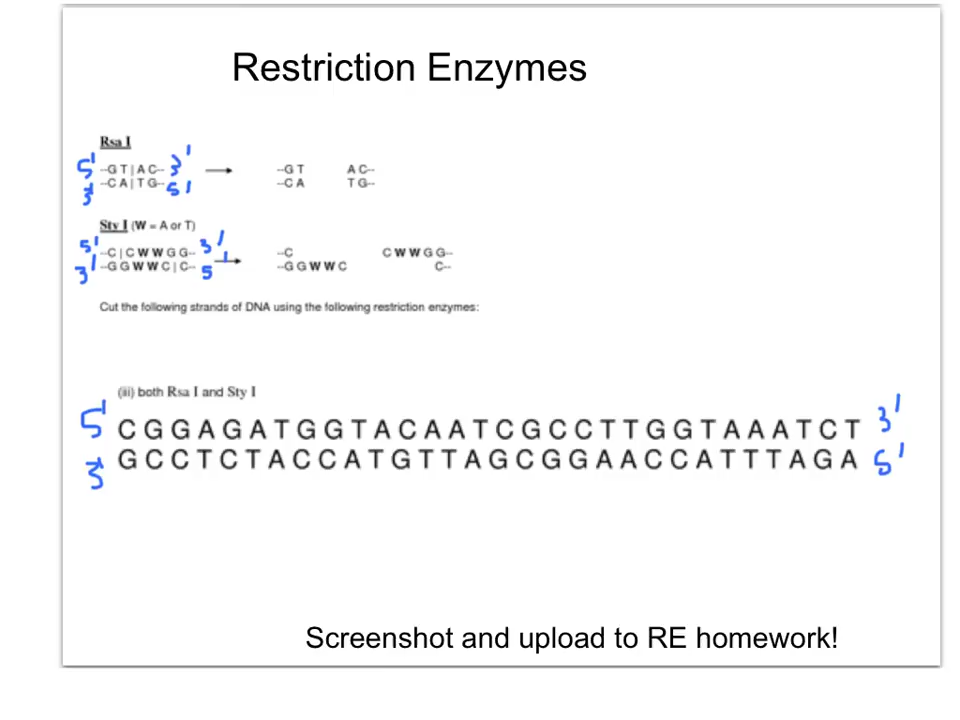 Restriction Enzymes
Rsa I
5' --G T | A C-- 3' --G T A C--
3' --C A | T G-- 5' --C A T G--
Sty I (W = A or T)
5' --C | C W W G G-- 3' --C C W W G G--
3' --G G W W C | C-- 5' --G G W W C C--
Cut the following strands of DNA using the following restriction enzymes:
(iii) both Rsa I and Sty I
5' C G G A G A T G G T A C A A T C G C C T T G G T A A A T C T 3'
3' G C C T C T A C C A T G T T A G C G G A A C C A T T T A G A 5'
Screenshot and upload to RE homework!